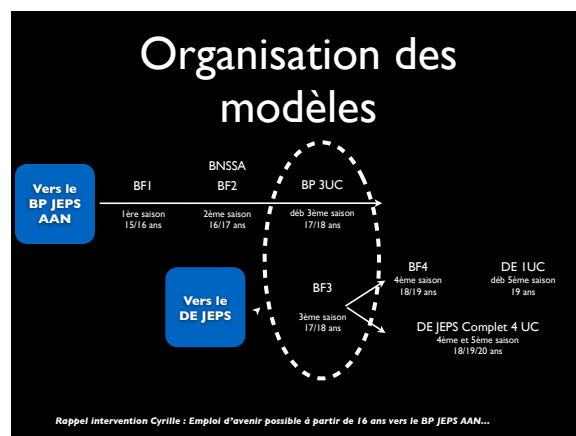 Organisation des
modèles
Vers le
BP JEPS
AAN
BF1
1ère saison
15/16 ans
BNSSA
BF2
2ème saison
16/17 ans
BP 3UC
déb 3ème saison
17/18 ans
Vers le
DE JEPS
BF3
3ème saison
17/18 ans
BF4
4ème saison
18/19 ans
DE 1UC
déb 5ème saison
19 ans
DE JEPS Complet 4 UC
4ème et 5ème saison
18/19/20 ans
Rappel intervention Cyrille : Emploi d'avenir possible à partir de 16 ans vers le BP JEPS AAN...